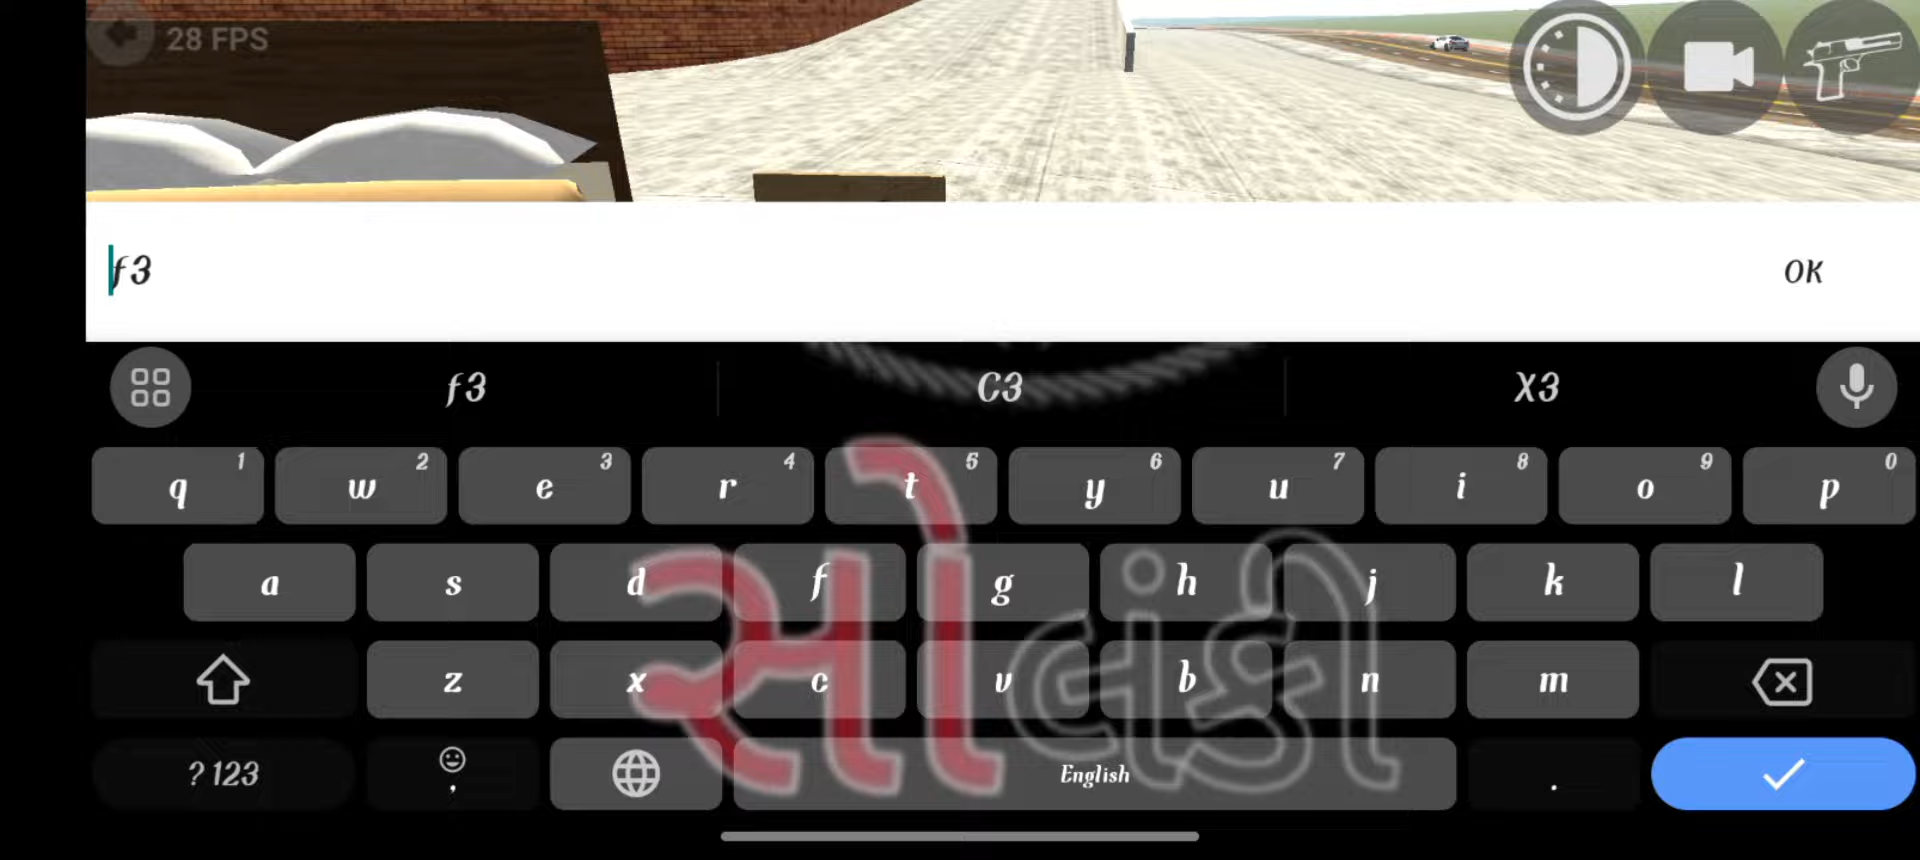 28 FPS
f3
OK
f3 C3 X3
q 1 w 2 e 3 r 4 t 5 y 6 u 7 i 8 o 9 p 0
a s d f g h j k l
z x c v b n m
?123 , English .
સોલંકી